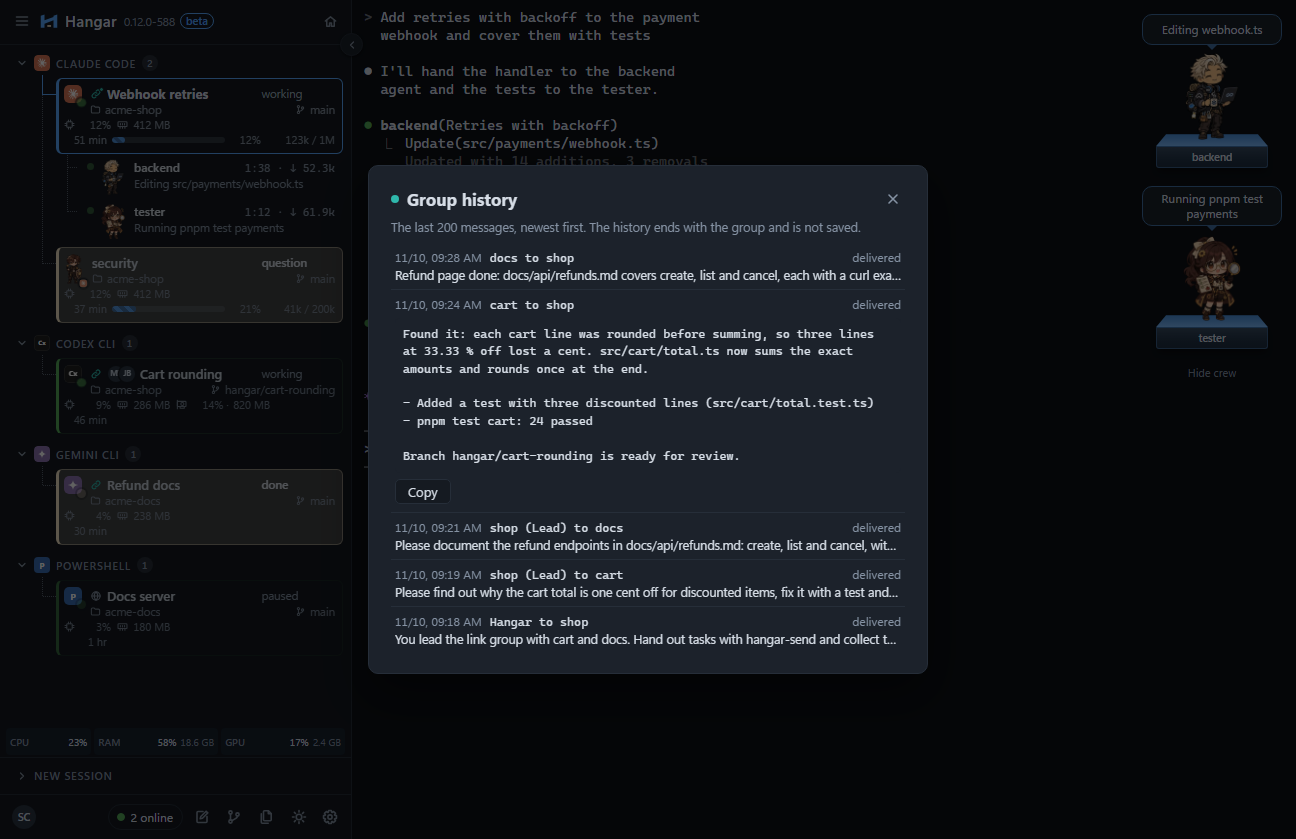 Hangar 0.12.0-588 beta
CLAUDE CODE 2
Webhook retries working
acme-shop main
12% 412 MB
51 min 12% 123k / 1M
backend 1:38 · ↓ 52.3k
Editing src/payments/webhook.ts
tester 1:12 · ↓ 61.9k
Running pnpm test payments
security question
acme-shop main
12% 412 MB
37 min 21% 41k / 200k
CODEX CLI 1
Cx M JB Cart rounding working
acme-shop hangar/cart-rounding
9% 286 MB 14% · 820 MB
46 min
GEMINI CLI 1
Refund docs done
acme-docs main
4% 238 MB
30 min
POWERSHELL 1
P Docs server paused
acme-docs main
3% 180 MB
1 hr
CPU 23% RAM 58% 18.6 GB GPU 17% 2.4 GB
NEW SESSION
SC 2 online
> Add retries with backoff to the payment
webhook and cover them with tests
● I'll hand the handler to the backend
agent and the tests to the tester.
● backend(Retries with backoff)
Update(src/payments/webhook.ts)
Updated with 14 additions, 3 removals
Group history
The last 200 messages, newest first. The history ends with the group and is not saved.
11/10, 09:28 AM docs to shop delivered
Refund page done: docs/api/refunds.md covers create, list and cancel, each with a curl exa...
11/10, 09:24 AM cart to shop delivered
Found it: each cart line was rounded before summing, so three lines
at 33.33 % off lost a cent. src/cart/total.ts now sums the exact
amounts and rounds once at the end.
- Added a test with three discounted lines (src/cart/total.test.ts)
- pnpm test cart: 24 passed
Branch hangar/cart-rounding is ready for review.
Copy
11/10, 09:21 AM shop (Lead) to docs delivered
Please document the refund endpoints in docs/api/refunds.md: create, list and cancel, wit...
11/10, 09:19 AM shop (Lead) to cart delivered
Please find out why the cart total is one cent off for discounted items, fix it with a test and...
11/10, 09:18 AM Hangar to shop delivered
You lead the link group with cart and docs. Hand out tasks with hangar-send and collect t...
Editing webhook.ts
backend
Running pnpm test
payments
tester
Hide crew